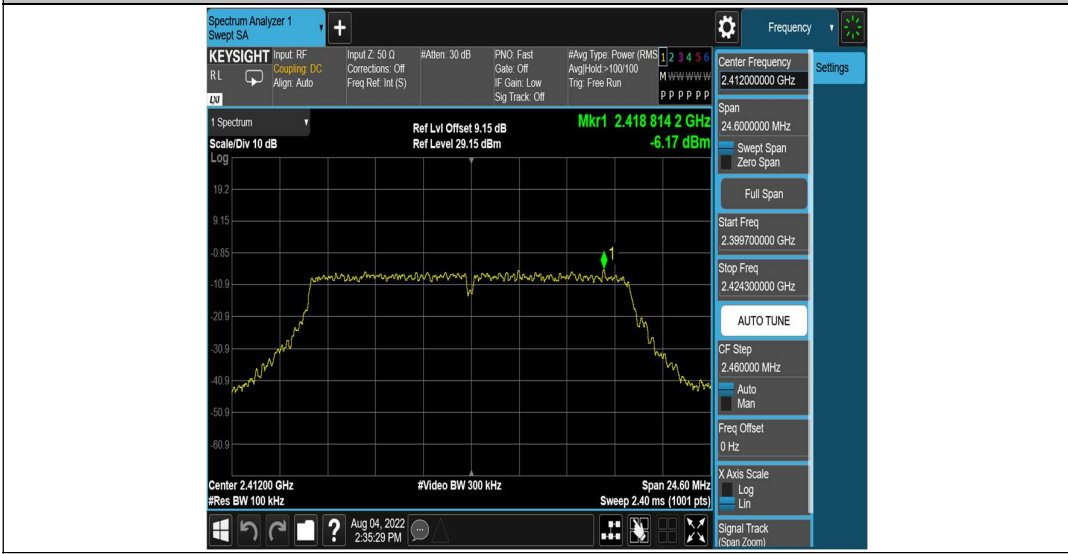 Spectrum Analyzer 1
Swept SA
+
Frequency
KEYSIGHT
RL
LXI
Input: RF
Coupling: DC
Align: Auto
Input Z: 50 Ω
Corrections: Off
Freq Ref: Int (S)
#Atten: 30 dB
PNO: Fast
Gate: Off
IF Gain: Low
Sig Track: Off
#Avg Type: Power (RMS
Avg|Hold:>100/100
Trig: Free Run
1 2 3 4 5 6
M W W W W W
P P P P P P
1 Spectrum
Scale/Div 10 dB
Ref Lvl Offset 9.15 dB
Ref Level 29.15 dBm
Mkr1 2.418 814 2 GHz
-6.17 dBm
Log
19.2
9.15
-0.85
-10.9
-20.9
-30.9
-40.9
-50.9
-60.9
1
Center 2.41200 GHz
#Res BW 100 kHz
#Video BW 300 kHz
Span 24.60 MHz
Sweep 2.40 ms (1001 pts)
Aug 04, 2022
2:35:29 PM
?
Center Frequency
2.412000000 GHz
Span
24.6000000 MHz
Swept Span
Zero Span
Full Span
Start Freq
2.399700000 GHz
Stop Freq
2.424300000 GHz
AUTO TUNE
CF Step
2.460000 MHz
Auto
Man
Freq Offset
0 Hz
X Axis Scale
Log
Lin
Signal Track
(Span Zoom)
Settings